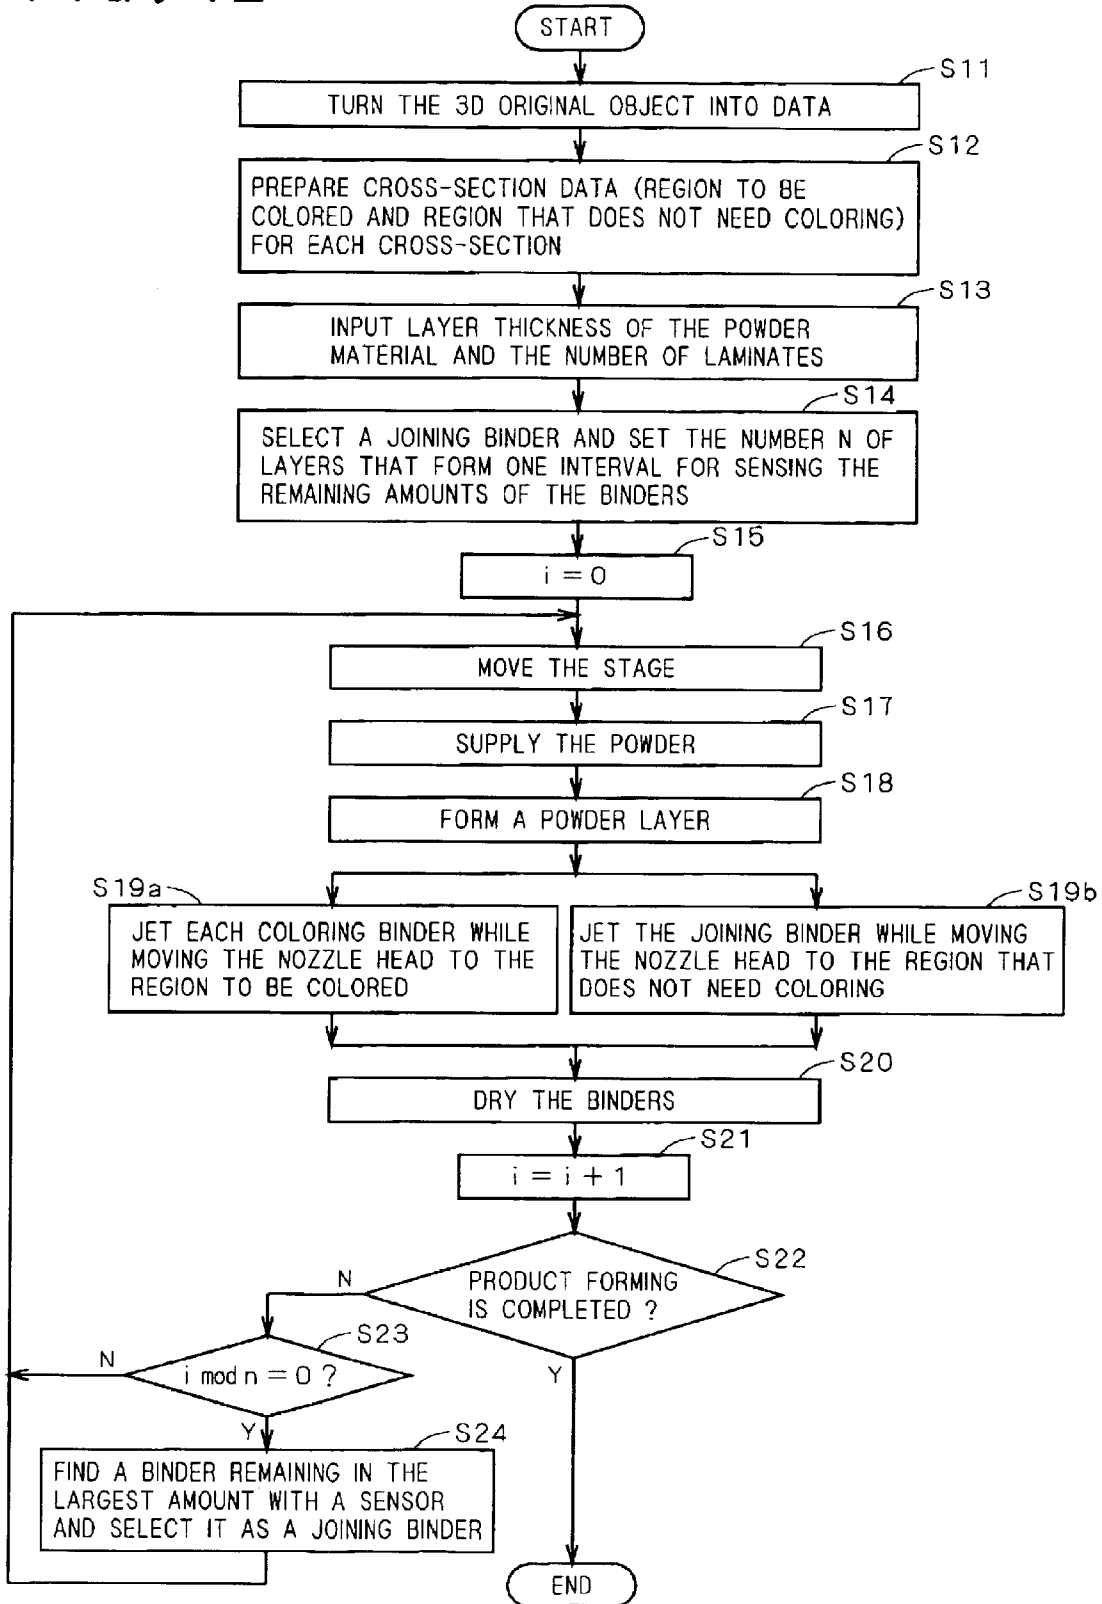 START
S11
TURN THE 3D ORIGINAL OBJECT INTO DATA
S12
PREPARE CROSS-SECTION DATA (REGION TO BE
COLORED AND REGION THAT DOES NOT NEED COLORING)
FOR EACH CROSS-SECTION
S13
INPUT LAYER THICKNESS OF THE POWDER
MATERIAL AND THE NUMBER OF LAMINATES
S14
SELECT A JOINING BINDER AND SET THE NUMBER N OF
LAYERS THAT FORM ONE INTERVAL FOR SENSING THE
REMAINING AMOUNTS OF THE BINDERS
S15
i = 0
S16
MOVE THE STAGE
S17
SUPPLY THE POWDER
S18
FORM A POWDER LAYER
S19a
JET EACH COLORING BINDER WHILE
MOVING THE NOZZLE HEAD TO THE
REGION TO BE COLORED
S19b
JET THE JOINING BINDER WHILE MOVING
THE NOZZLE HEAD TO THE REGION THAT
DOES NOT NEED COLORING
S20
DRY THE BINDERS
S21
i = i + 1
S22
PRODUCT FORMING
IS COMPLETED ?
N
Y
S23
i mod n = 0 ?
N
Y
S24
FIND A BINDER REMAINING IN THE
LARGEST AMOUNT WITH A SENSOR
AND SELECT IT AS A JOINING BINDER
END